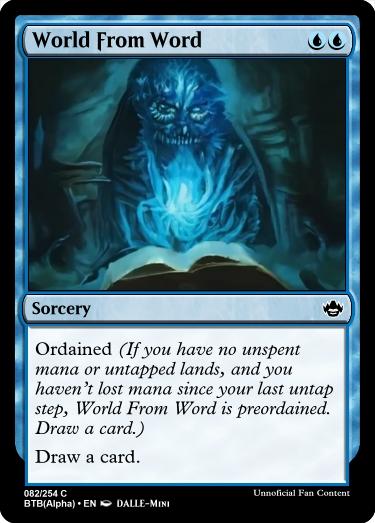 World From Word
Sorcery
Ordained (If you have no unspent
mana or untapped lands, and you
haven't lost mana since your last untap
step, World From Word is preordained.
Draw a card.)
Draw a card.
082/254 C
BTB(Alpha) • EN DALLE-Mini
Unofficial Fan Content